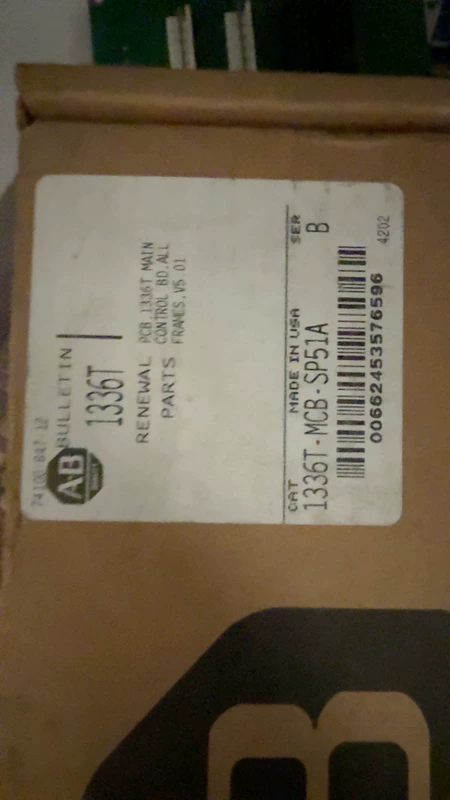 74100 847 12
A-B
BULLETIN
1336T
RENEWAL PARTS
PCB, 1336T MAIN
CONTROL BD, ALL
FRAMES, V5.01
CAT
MADE IN USA
SER
1336T-MCB-SP51A
B
00662453576596
4202
B